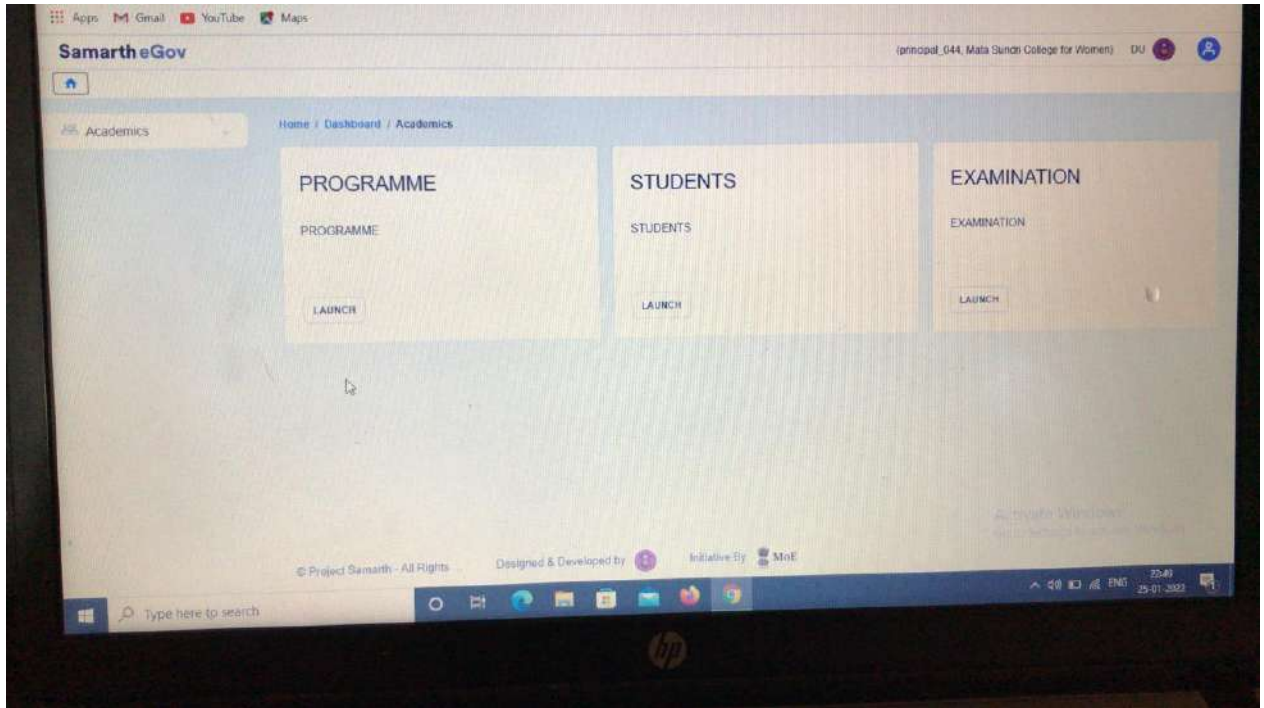 Apps Gmail YouTube Maps
Samarth eGov
(principal_044, Mata Sundri College for Women) DU
Academics
Home / Dashboard / Academics
PROGRAMME
PROGRAMME
LAUNCH
STUDENTS
STUDENTS
LAUNCH
EXAMINATION
EXAMINATION
LAUNCH
Activate Windows
© Project Samarth - All Rights
Designed & Developed by
Initiative By MoE
Type here to search
ENG
22:49
25-01-2022
hp